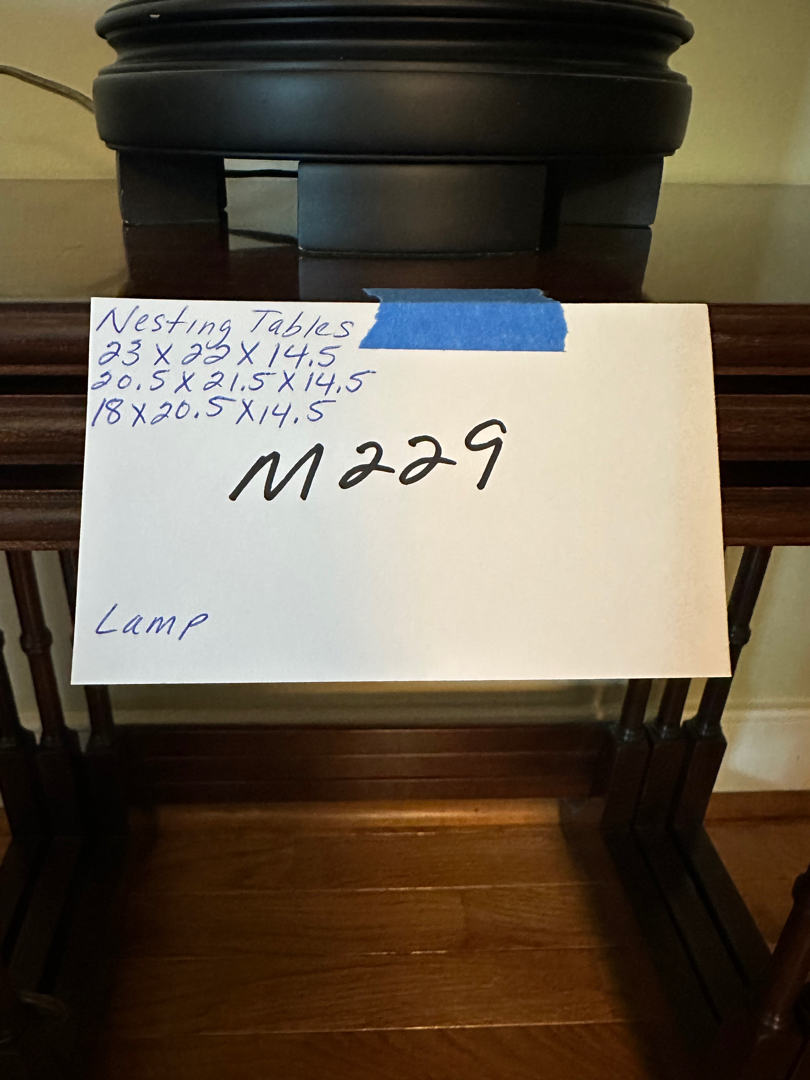 Nesting Tables
23 X 22 X 14.5
20.5 X 21.5 X 14.5
18 X 20.5 X 14.5
M229
Lamp